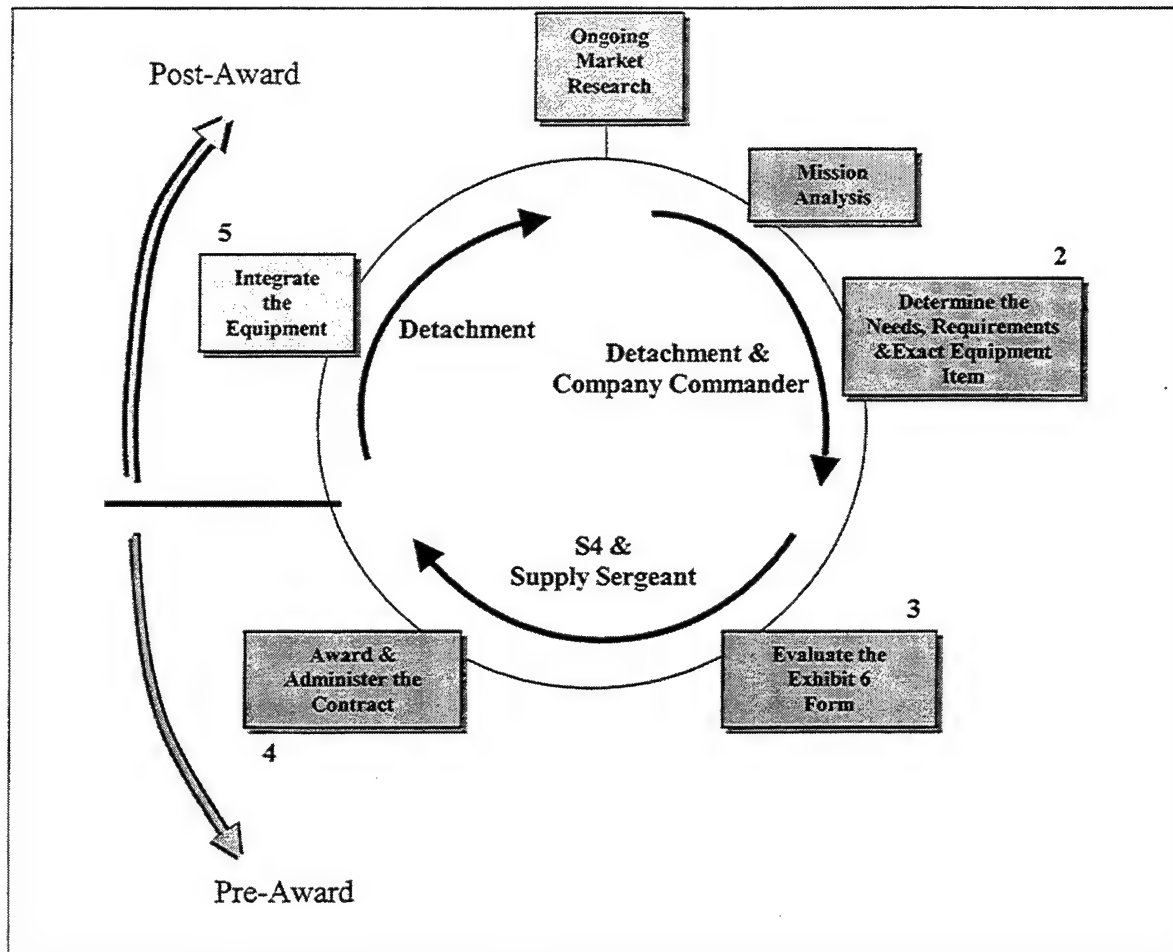 Post-Award
Ongoing
Market
Research
Mission
Analysis
2
Determine the
Needs, Requirements
&Exact Equipment
Item
5
Integrate
the
Equipment
Detachment
Detachment &
Company Commander
S4 &
Supply Sergeant
3
Evaluate the
Exhibit 6
Form
Award &
Administer the
Contract
4
Pre-Award